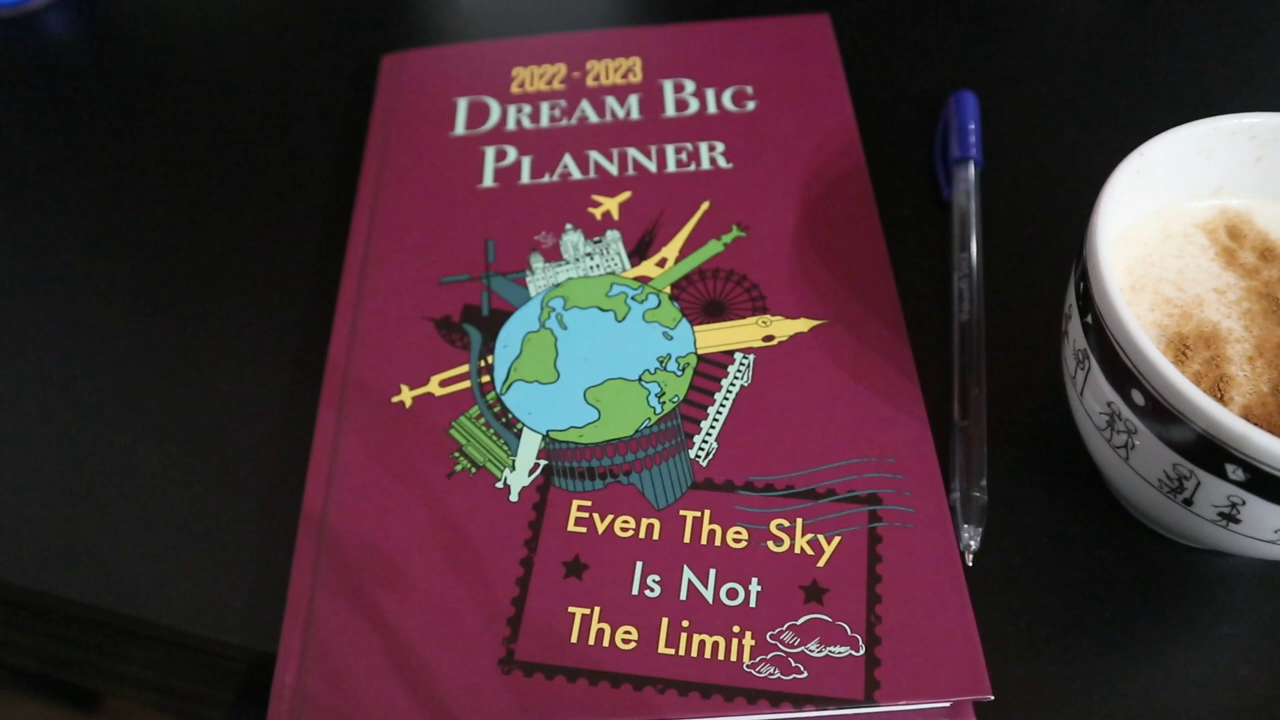 2022 - 2023
DREAM BIG
PLANNER
Even The Sky
Is Not
The Limit